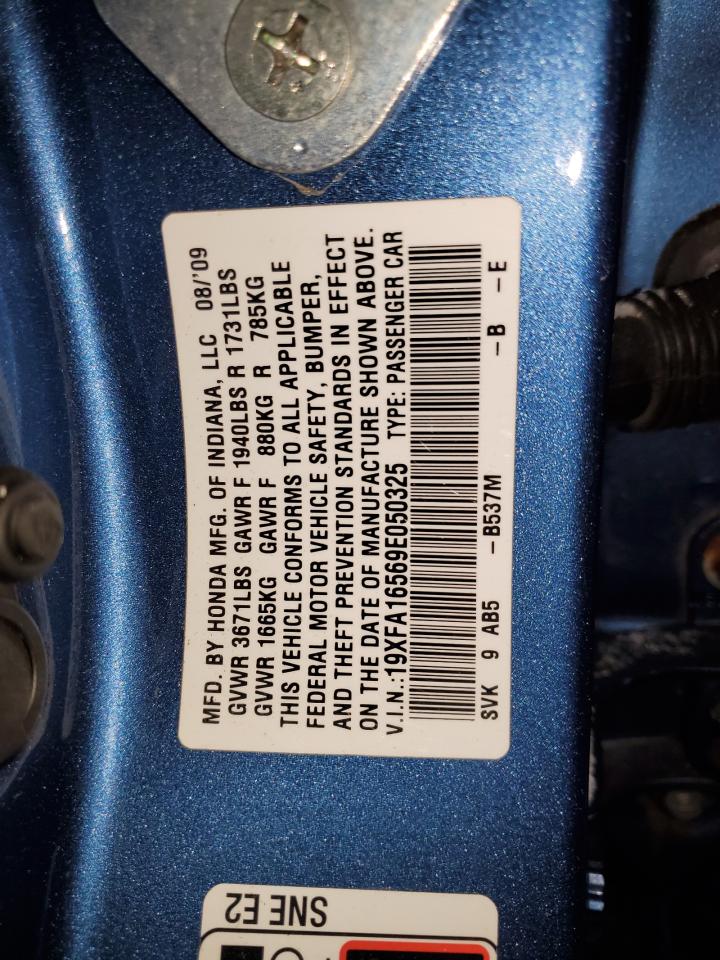 MFD. BY HONDA MFG. OF INDIANA, LLC 08/'09
GVWR 3671LBS GAWR F 1940LBS R 1731LBS
GVWR 1665KG GAWR F 880KG R 785KG
THIS VEHICLE CONFORMS TO ALL APPLICABLE
FEDERAL MOTOR VEHICLE SAFETY, BUMPER,
AND THEFT PREVENTION STANDARDS IN EFFECT
ON THE DATE OF MANUFACTURE SHOWN ABOVE.
V.I.N.:19XFA16569E050325 TYPE: PASSENGER CAR
SVK 9 AB5 -B537M -B -E
SNE E2